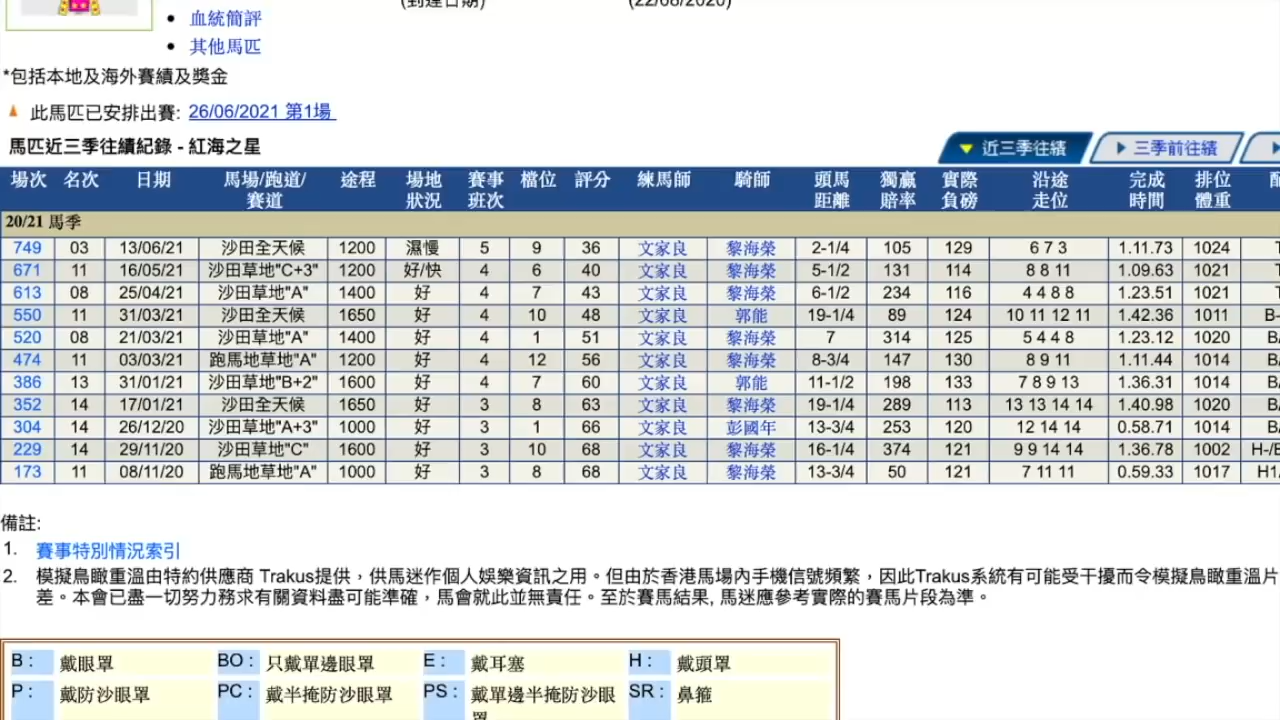 (到達日期) (22/08/2020)
• 血統簡評
• 其他馬匹
*包括本地及海外賽績及獎金
此馬匹已安排出賽: 26/06/2021 第1場
馬匹近三季往績紀錄 - 紅海之星 近三季往績 三季前往績
場次 名次 日期 馬場/跑道/賽道 途程 場地狀況 賽事班次 檔位 評分 練馬師 騎師 頭馬距離 獨贏賠率 實際負磅 沿途走位 完成時間 排位體重
20/21 馬季
749 03 13/06/21 沙田全天候 1200 濕慢 5 9 36 文家良 黎海榮 2-1/4 105 129 6 7 3 1.11.73 1024 T
671 11 16/05/21 沙田草地"C+3" 1200 好/快 4 6 40 文家良 黎海榮 5-1/2 131 114 8 8 11 1.09.63 1021 T
613 08 25/04/21 沙田草地"A" 1400 好 4 7 43 文家良 黎海榮 6-1/2 234 116 4 4 8 8 1.23.51 1021 T
550 11 31/03/21 沙田全天候 1650 好 4 10 48 文家良 郭能 19-1/4 89 124 10 11 12 11 1.42.36 1011 B-
520 08 21/03/21 沙田草地"A" 1400 好 4 1 51 文家良 黎海榮 7 314 125 5 4 4 8 1.23.12 1020 B/
474 11 03/03/21 跑馬地草地"A" 1200 好 4 12 56 文家良 黎海榮 8-3/4 147 130 8 9 11 1.11.44 1014 B/
386 13 31/01/21 沙田草地"B+2" 1600 好 4 7 60 文家良 郭能 11-1/2 198 133 7 8 9 13 1.36.31 1014 B/
352 14 17/01/21 沙田全天候 1650 好 3 8 63 文家良 黎海榮 19-1/4 289 113 13 13 14 14 1.40.98 1020 B/
304 14 26/12/20 沙田草地"A+3" 1000 好 3 1 66 文家良 彭國年 13-3/4 253 120 12 14 14 0.58.71 1014 B/
229 14 29/11/20 沙田草地"C" 1600 好 3 10 68 文家良 黎海榮 16-1/4 374 121 9 9 14 14 1.36.78 1002 H-/
173 11 08/11/20 跑馬地草地"A" 1000 好 3 8 68 文家良 黎海榮 13-3/4 50 121 7 11 11 0.59.33 1017 H1/
備註:
1. 賽事特別情況索引
2. 模擬鳥瞰重溫由特約供應商 Trakus提供，供馬迷作個人娛樂資訊之用。但由於香港馬場內手機信號頻繁，因此Trakus系統有可能受干擾而令模擬鳥瞰重溫片
差。本會已盡一切努力務求有關資料盡可能準確，馬會就此並無責任。至於賽馬結果, 馬迷應參考實際的賽馬片段為準。
B : 戴眼罩 BO : 只戴單邊眼罩 E : 戴耳塞 H : 戴頭罩
P : 戴防沙眼罩 PC : 戴半掩防沙眼罩 PS : 戴單邊半掩防沙眼罩 SR : 鼻箍